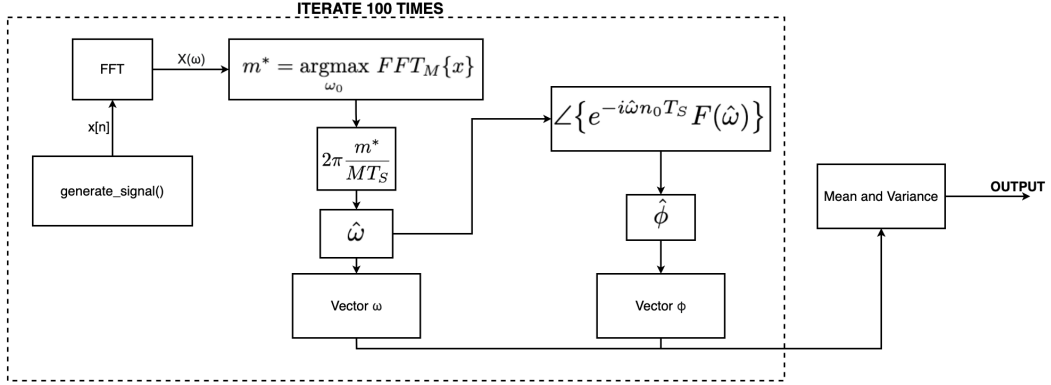 ITERATE 100 TIMES
FFT
X(ω)
m* = argmax FFT_M{x}
ω₀
x[n]
generate_signal()
2π m*/MT_S
ω̂
Vector ω
∠{e^{-iω̂n₀T_S} F(ω̂)}
ϕ̂
Vector ϕ
Mean and Variance
OUTPUT